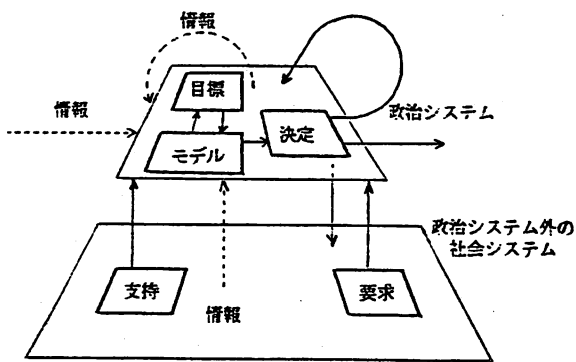 情報
目標
情報
政治システム
決定
モデル
政治システム外の
社会システム
支持
情報
要求